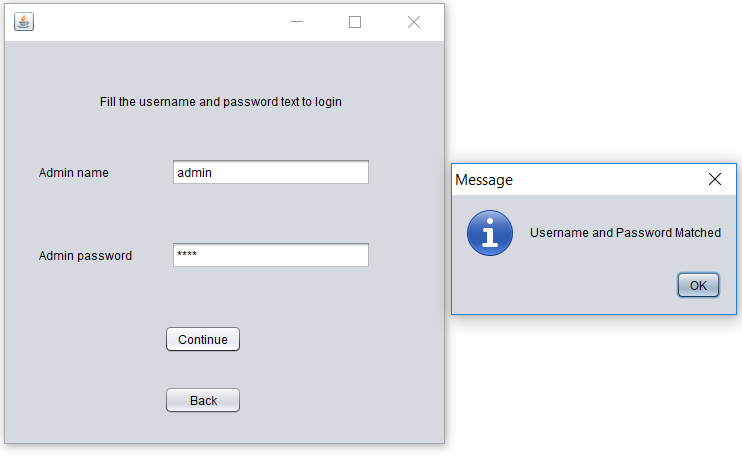 Fill the username and password text to login
Admin name
admin
Admin password
****
Continue
Back
Message
Username and Password Matched
OK